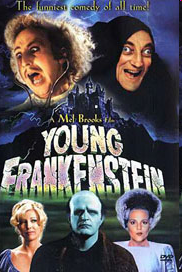 The funniest comedy of all time!
A Mel Brooks Film
YOUNG
FRANKENSTEIN
DVD